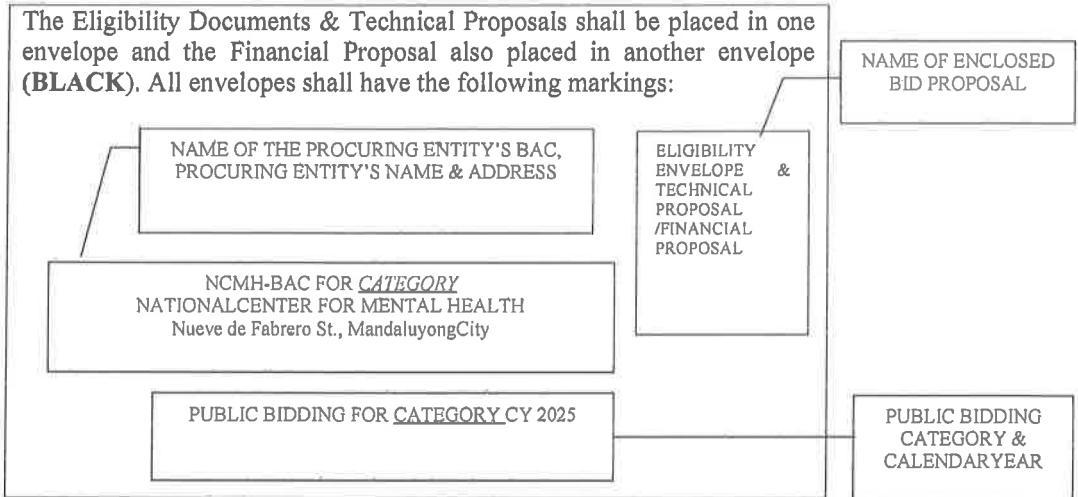 The Eligibility Documents & Technical Proposals shall be placed in one
envelope and the Financial Proposal also placed in another envelope
(BLACK). All envelopes shall have the following markings:
NAME OF ENCLOSED
BID PROPOSAL
NAME OF THE PROCURING ENTITY'S BAC,
PROCURING ENTITY'S NAME & ADDRESS
ELIGIBILITY
ENVELOPE &
TECHNICAL
PROPOSAL
/FINANCIAL
PROPOSAL
NCMH-BAC FOR CATEGORY
NATIONALCENTER FOR MENTAL HEALTH
Nueve de Fabrero St., MandaluyongCity
PUBLIC BIDDING FOR CATEGORY CY 2025
PUBLIC BIDDING
CATEGORY &
CALENDARYEAR